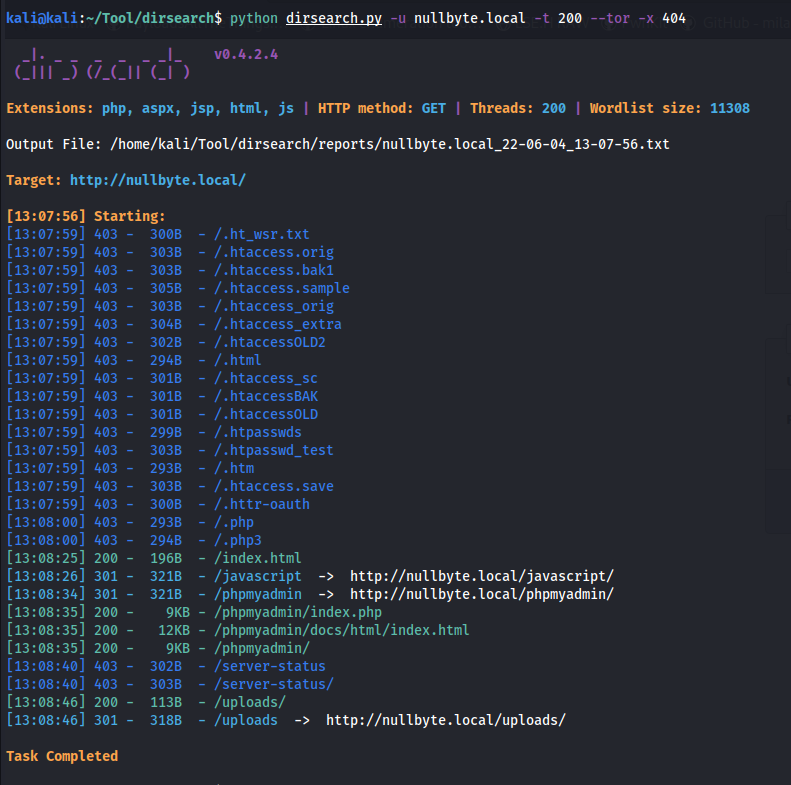 kali@kali:~/Tool/dirsearch$ python dirsearch.py -u nullbyte.local -t 200 --tor -x 404
  _|. _ _  _  _  _ _|_    v0.4.2.4
 (_||| _) (/_(_|| (_| )
Extensions: php, aspx, jsp, html, js | HTTP method: GET | Threads: 200 | Wordlist size: 11308
Output File: /home/kali/Tool/dirsearch/reports/nullbyte.local_22-06-04_13-07-56.txt
Target: http://nullbyte.local/
[13:07:56] Starting:
[13:07:59] 403 -  300B  - /.ht_wsr.txt
[13:07:59] 403 -  303B  - /.htaccess.orig
[13:07:59] 403 -  303B  - /.htaccess.bak1
[13:07:59] 403 -  305B  - /.htaccess.sample
[13:07:59] 403 -  303B  - /.htaccess_orig
[13:07:59] 403 -  304B  - /.htaccess_extra
[13:07:59] 403 -  302B  - /.htaccessOLD2
[13:07:59] 403 -  294B  - /.html
[13:07:59] 403 -  301B  - /.htaccess_sc
[13:07:59] 403 -  301B  - /.htaccessBAK
[13:07:59] 403 -  301B  - /.htaccessOLD
[13:07:59] 403 -  299B  - /.htpasswds
[13:07:59] 403 -  303B  - /.htpasswd_test
[13:07:59] 403 -  293B  - /.htm
[13:07:59] 403 -  303B  - /.htaccess.save
[13:07:59] 403 -  300B  - /.httr-oauth
[13:08:00] 403 -  293B  - /.php
[13:08:00] 403 -  294B  - /.php3
[13:08:25] 200 -  196B  - /index.html
[13:08:26] 301 -  321B  - /javascript  ->  http://nullbyte.local/javascript/
[13:08:34] 301 -  321B  - /phpmyadmin  ->  http://nullbyte.local/phpmyadmin/
[13:08:35] 200 -    9KB - /phpmyadmin/index.php
[13:08:35] 200 -   12KB - /phpmyadmin/docs/html/index.html
[13:08:35] 200 -    9KB - /phpmyadmin/
[13:08:40] 403 -  302B  - /server-status
[13:08:40] 403 -  303B  - /server-status/
[13:08:46] 200 -  113B  - /uploads/
[13:08:46] 301 -  318B  - /uploads  ->  http://nullbyte.local/uploads/
Task Completed